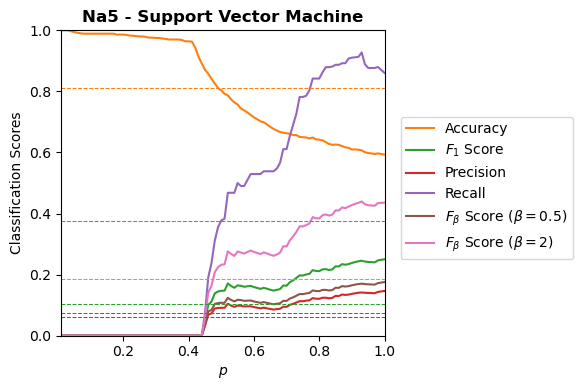 Na5 - Support Vector Machine
Classification Scores
1.0
0.8
0.6
0.4
0.2
0.0
0.2
0.4
0.6
0.8
1.0
p
Accuracy
F₁ Score
Precision
Recall
Fᵦ Score (β = 0.5)
Fᵦ Score (β = 2)